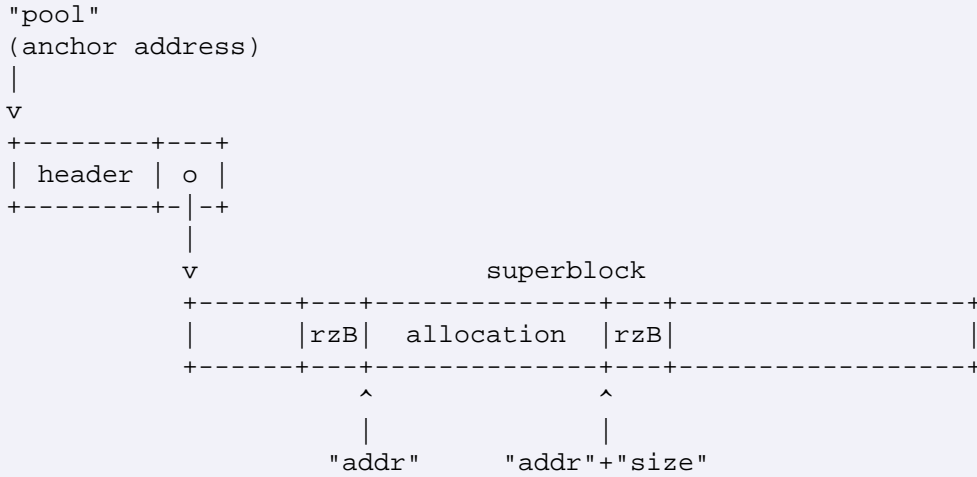 "pool"
(anchor address)
|
v
+--------+---+
| header | o |
+--------+-|-+
           |
           v                  superblock
           +------+---+--------------+---+------------------+
           |      |rzB|  allocation  |rzB|                  |
           +------+---+--------------+---+------------------+
                      ^              ^
                      |              |
                    "addr"     "addr"+"size"